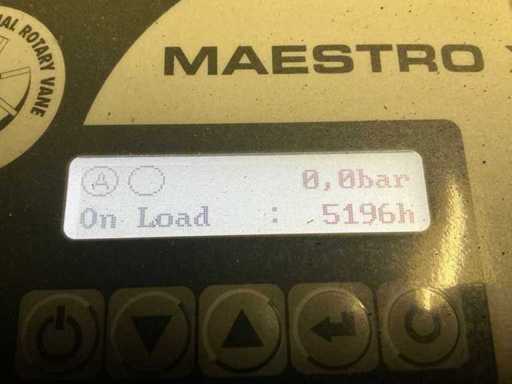 AL ROTARY VANE
MAESTRO
A
0,0bar
On Load : 5196h